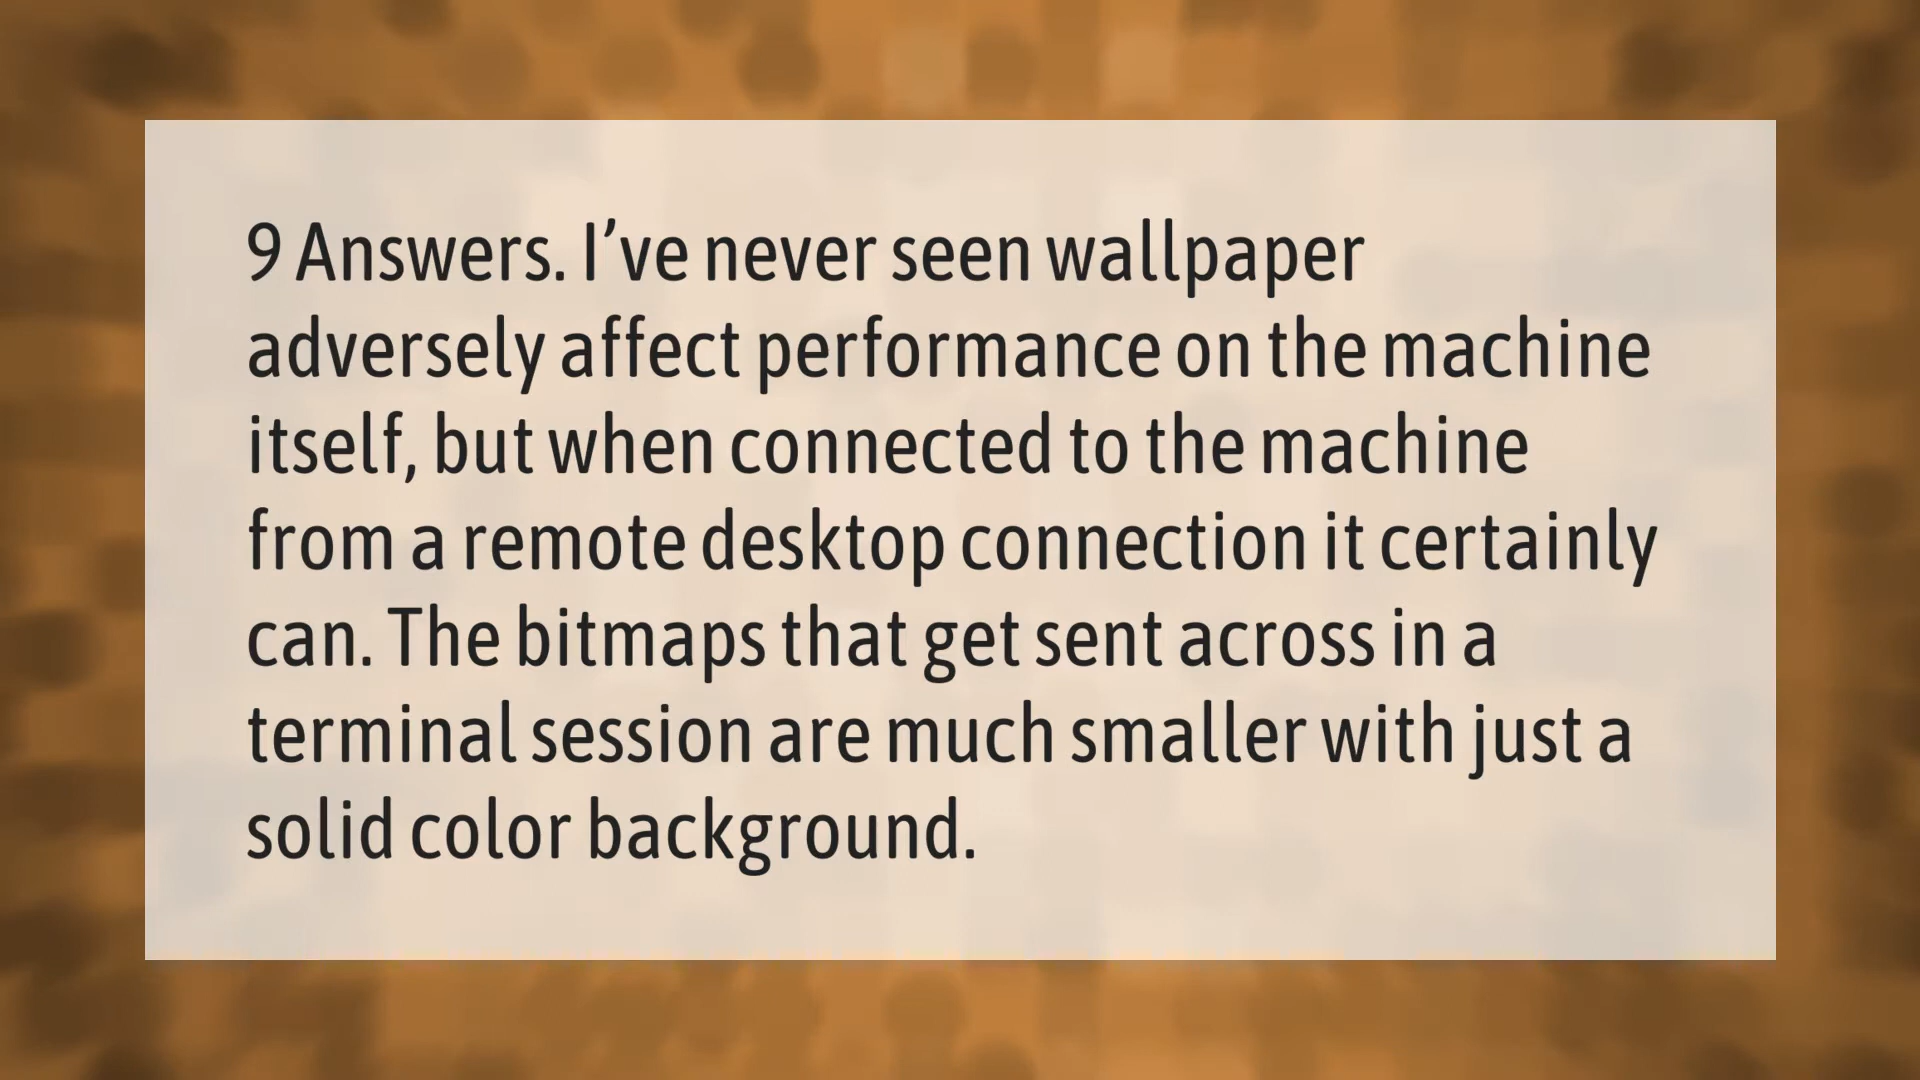 9 Answers. I’ve never seen wallpaper
adversely affect performance on the machine
itself, but when connected to the machine
from a remote desktop connection it certainly
can. The bitmaps that get sent across in a
terminal session are much smaller with just a
solid color background.